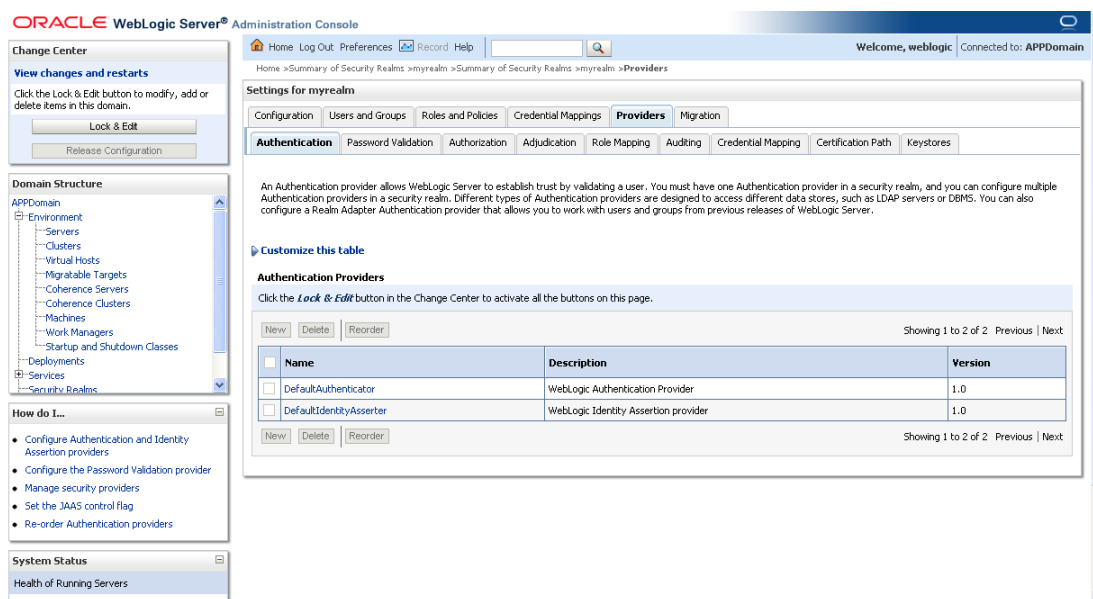 ORACLE WebLogic Server® Administration Console
Change Center
View changes and restarts
Click the Lock & Edit button to modify, add or
delete items in this domain.
Lock & Edit
Release Configuration
Domain Structure
APPDomain
Environment
Servers
Clusters
Virtual Hosts
Migratable Targets
Coherence Servers
Coherence Clusters
Machines
Work Managers
Startup and Shutdown Classes
Deployments
Services
Security Realms
How do I...
Configure Authentication and Identity
Assertion providers
Configure the Password Validation provider
Manage security providers
Set the JAAS control flag
Re-order Authentication providers
System Status
Health of Running Servers
Home Log Out Preferences Record Help
Welcome, weblogic Connected to: APPDomain
Home >Summary of Security Realms >myrealm >Summary of Security Realms >myrealm >Providers
Settings for myrealm
Configuration Users and Groups Roles and Policies Credential Mappings Providers Migration
Authentication Password Validation Authorization Adjudication Role Mapping Auditing Credential Mapping Certification Path Keystores
An Authentication provider allows WebLogic Server to establish trust by validating a user. You must have one Authentication provider in a security realm, and you can configure multiple
Authentication providers in a security realm. Different types of Authentication providers are designed to access different data stores, such as LDAP servers or DBMS. You can also
configure a Realm Adapter Authentication provider that allows you to work with users and groups from previous releases of WebLogic Server.
Customize this table
Authentication Providers
Click the Lock & Edit button in the Change Center to activate all the buttons on this page.
New Delete Reorder Showing 1 to 2 of 2 Previous | Next
Name Description Version
DefaultAuthenticator WebLogic Authentication Provider 1.0
DefaultIdentityAsserter WebLogic Identity Assertion provider 1.0
New Delete Reorder Showing 1 to 2 of 2 Previous | Next